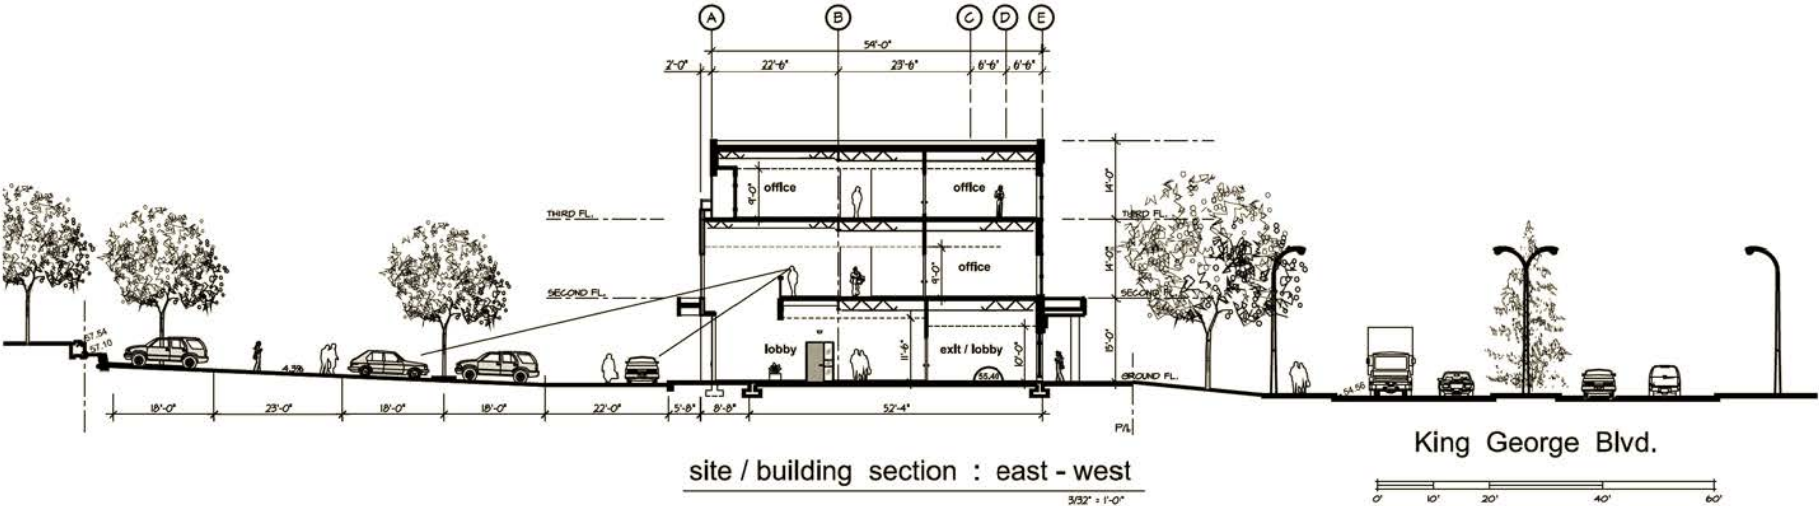 A B C D E
54'-0"
2'-0" 22'-6" 23'-6" 6'-6" 6'-6"
14'-0"
9'-0" office office
THIRD FL. THIRD FL.
14'-0"
9'-0" office
SECOND FL. SECOND FL.
57.54
57.10
15'-0"
lobby 11'-6" exit / lobby 10'-0"
4.3% 55.46 GROUND FL.
54.56
18'-0" 23'-0" 18'-0" 18'-0" 22'-0" 5'-8" 8'-8" 52'-4"
P/L
King George Blvd.
site / building section : east - west
3/32" = 1'-0"
0' 10' 20' 40' 60'